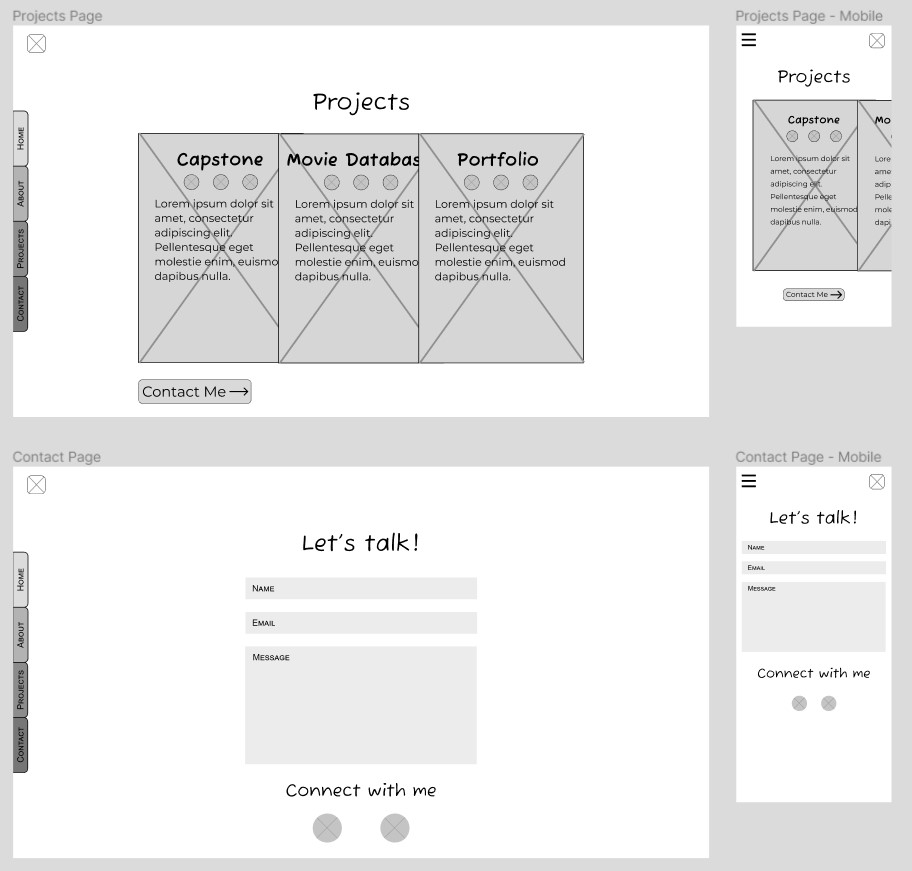 Projects Page
Home
About
Projects
Contact
Projects
Capstone
Lorem ipsum dolor sit
amet, consectetur
adipiscing elit.
Pellentesque eget
molestie enim, euismo
dapibus nulla.
Movie Databas
Lorem ipsum dolor sit
amet, consectetur
adipiscing elit.
Pellentesque eget
molestie enim, euismo
dapibus nulla.
Portfolio
Lorem ipsum dolor sit
amet, consectetur
adipiscing elit.
Pellentesque eget
molestie enim, euismod
dapibus nulla.
Contact Me
Projects Page - Mobile
Projects
Capstone
Lorem ipsum dolor sit
amet, consectetur
adipiscing elit.
Pellentesque eget
molestie enim, euismod
dapibus nulla.
Mo
Lore
ame
adip
Pelle
mole
dapi
Contact Me
Contact Page
Home
About
Projects
Contact
Let's talk!
Name
Email
Message
Connect with me
Contact Page - Mobile
Let's talk!
Name
Email
Message
Connect with me